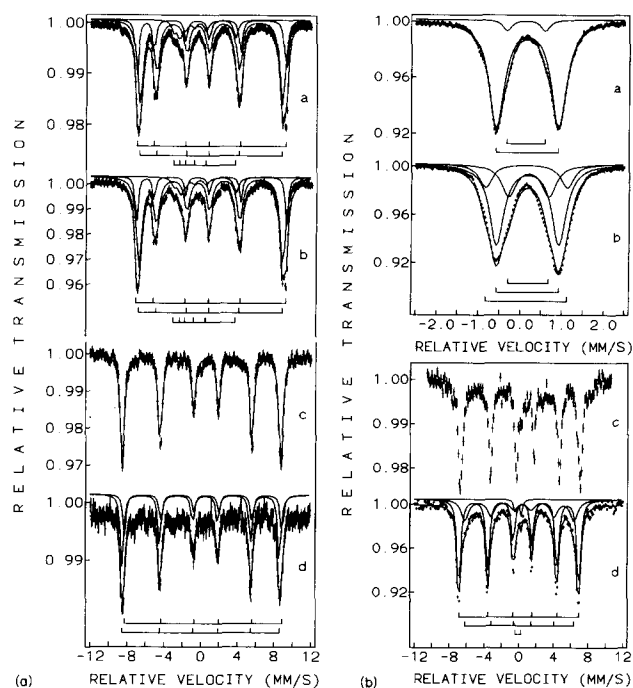 RELATIVE TRANSMISSION
1.00
0.99
0.98
a
1.00
0.99
0.98
0.97
0.96
b
1.00
0.99
0.98
0.97
c
1.00
0.99
d
-12 -8 -4 0 4 8 12
(a) RELATIVE VELOCITY (MM/S)
RELATIVE TRANSMISSION
1.00
0.96
0.92
a
1.00
0.96
0.92
b
-2.0 -1.0 0.0 1.0 2.0
RELATIVE VELOCITY (MM/S)
1.00
0.99
0.98
c
1.00
0.96
0.92
d
-12 -8 -4 0 4 8 12
(b) RELATIVE VELOCITY (MM/S)